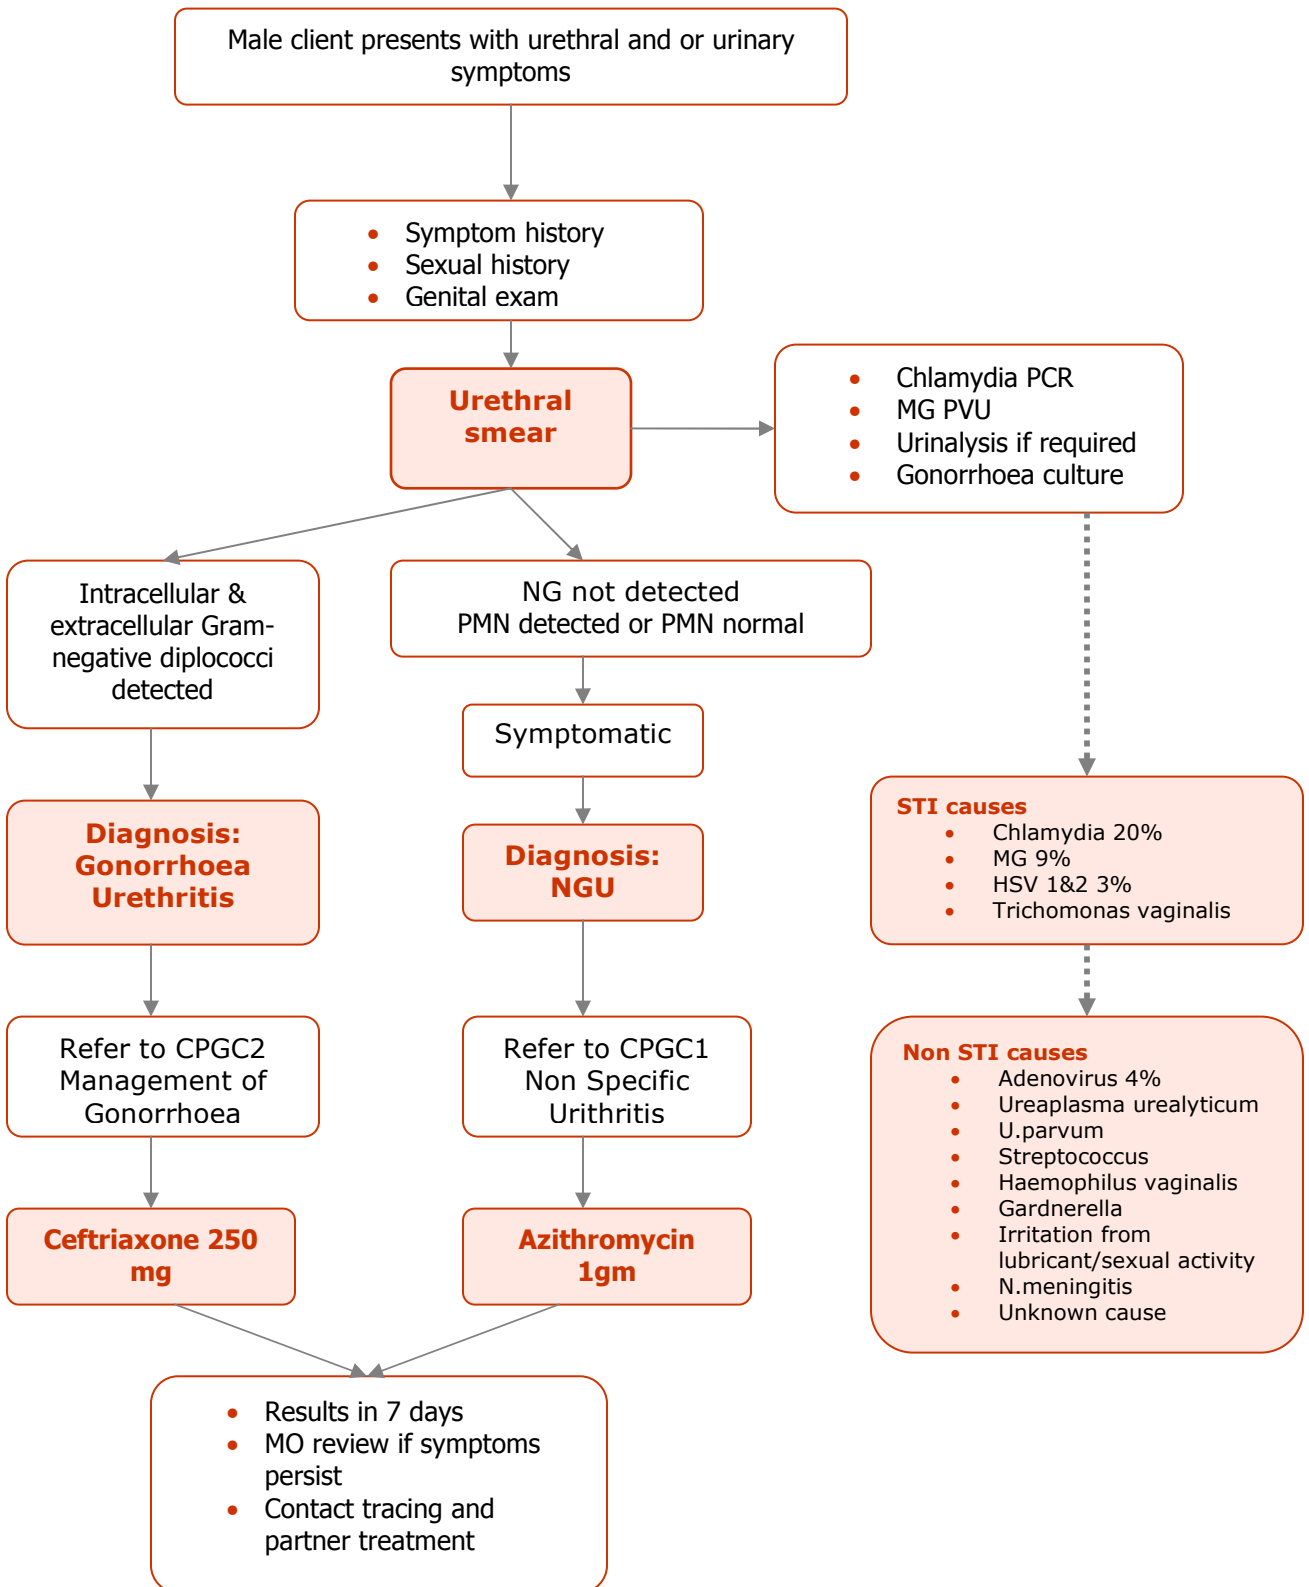 Male client presents with urethral and or urinary
symptoms
• Symptom history
• Sexual history
• Genital exam
Urethral
smear
• Chlamydia PCR
• MG PVU
• Urinalysis if required
• Gonorrhoea culture
Intracellular &
extracellular Gram-
negative diplococci
detected
NG not detected
PMN detected or PMN normal
Symptomatic
Diagnosis:
Gonorrhoea
Urethritis
Diagnosis:
NGU
STI causes
• Chlamydia 20%
• MG 9%
• HSV 1&2 3%
• Trichomonas vaginalis
Refer to CPGC2
Management of
Gonorrhoea
Refer to CPGC1
Non Specific
Urithritis
Non STI causes
• Adenovirus 4%
• Ureaplasma urealyticum
• U.parvum
• Streptococcus
• Haemophilus vaginalis
• Gardnerella
• Irritation from
lubricant/sexual activity
• N.meningitis
• Unknown cause
Ceftriaxone 250
mg
Azithromycin
1gm
• Results in 7 days
• MO review if symptoms
persist
• Contact tracing and
partner treatment